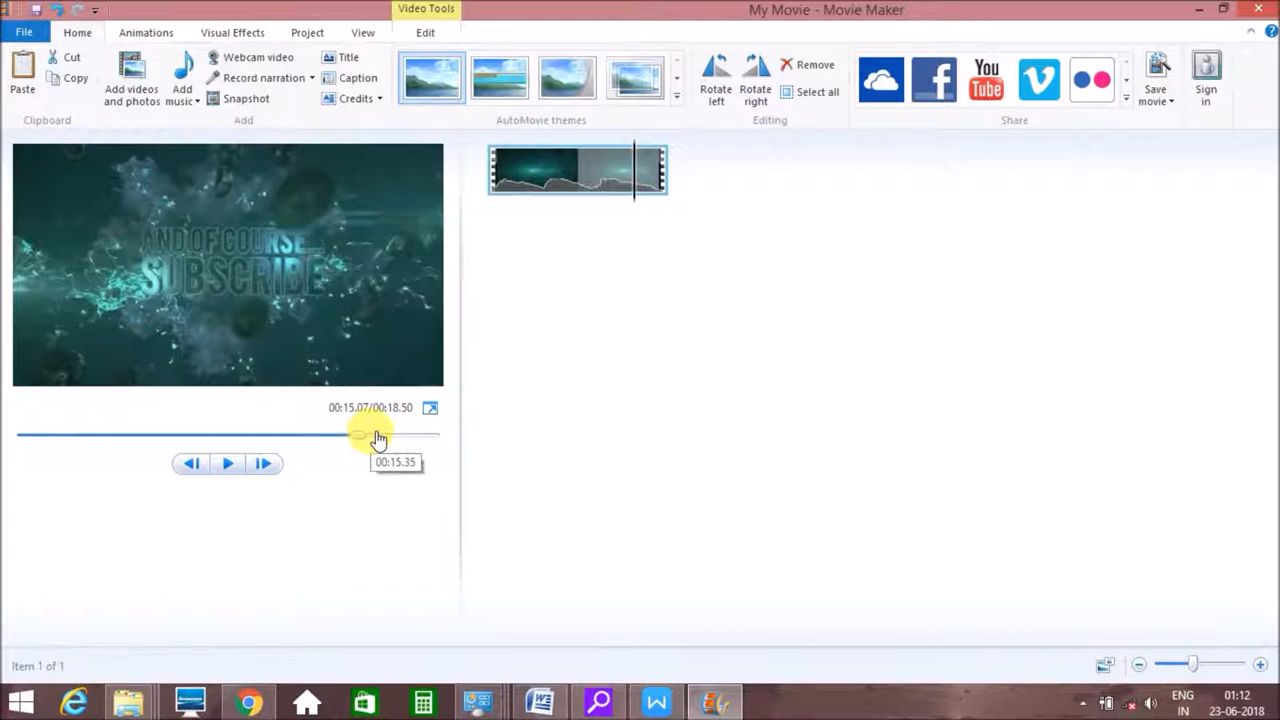 Video Tools
My Movie - Movie Maker
File
Home
Animations
Visual Effects
Project
View
Edit
Paste
Cut
Copy
Clipboard
Add videos
and photos
Add
music
Webcam video
Record narration
Snapshot
Title
Caption
Credits
Add
AutoMovie themes
Rotate
left
Rotate
right
Remove
Select all
Editing
You
Tube
Share
Save
movie
Sign
in
AND OF COURSE...
SUBSCRIBE
00:15.07/00:18.50
00:15.35
Item 1 of 1
ENG
IN
01:12
23-06-2018